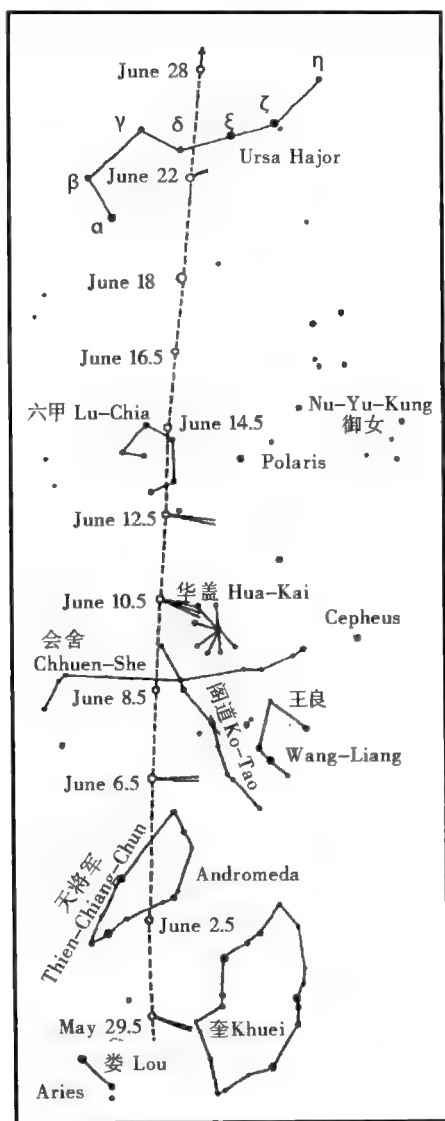 June 28
η
ζ
γ
δ
ξ
Ursa Hajor
β
June 22
α
June 18
June 16.5
六甲 Lu-Chia
Nu-Yu-Kung
御女
June 14.5
Polaris
June 12.5
华盖 Hua-Kai
June 10.5
Cepheus
会舍
Chhuen-She
王良
June 8.5
阁道Ko-Tao
Wang-Liang
June 6.5
天将军
Thien-Chiang-Chun
Andromeda
June 2.5
May 29.5
奎Khuei
娄 Lou
Aries